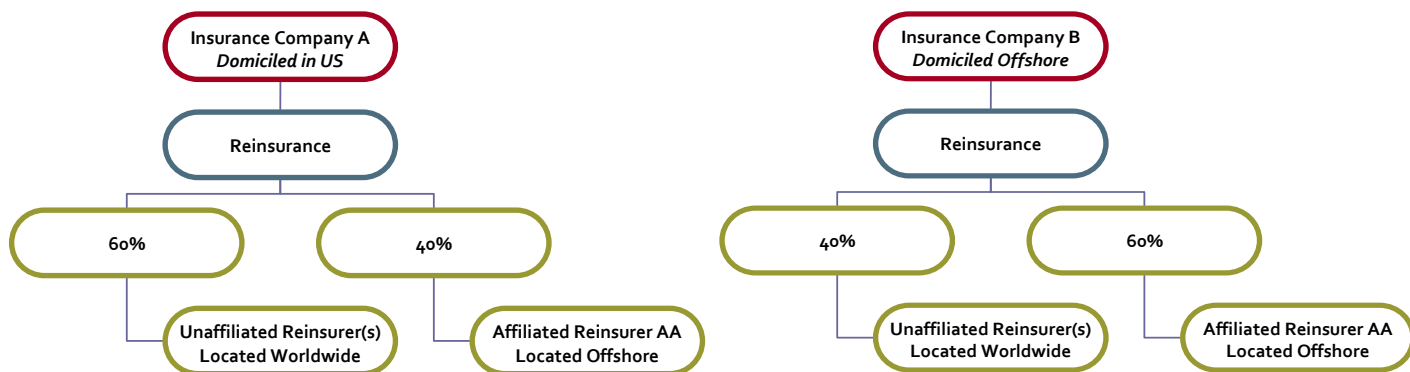 Insurance Company A
Domiciled in US
Reinsurance
60%
40%
Unaffiliated Reinsurer(s)
Located Worldwide
Affiliated Reinsurer AA
Located Offshore
Insurance Company B
Domiciled Offshore
Reinsurance
40%
60%
Unaffiliated Reinsurer(s)
Located Worldwide
Affiliated Reinsurer AA
Located Offshore